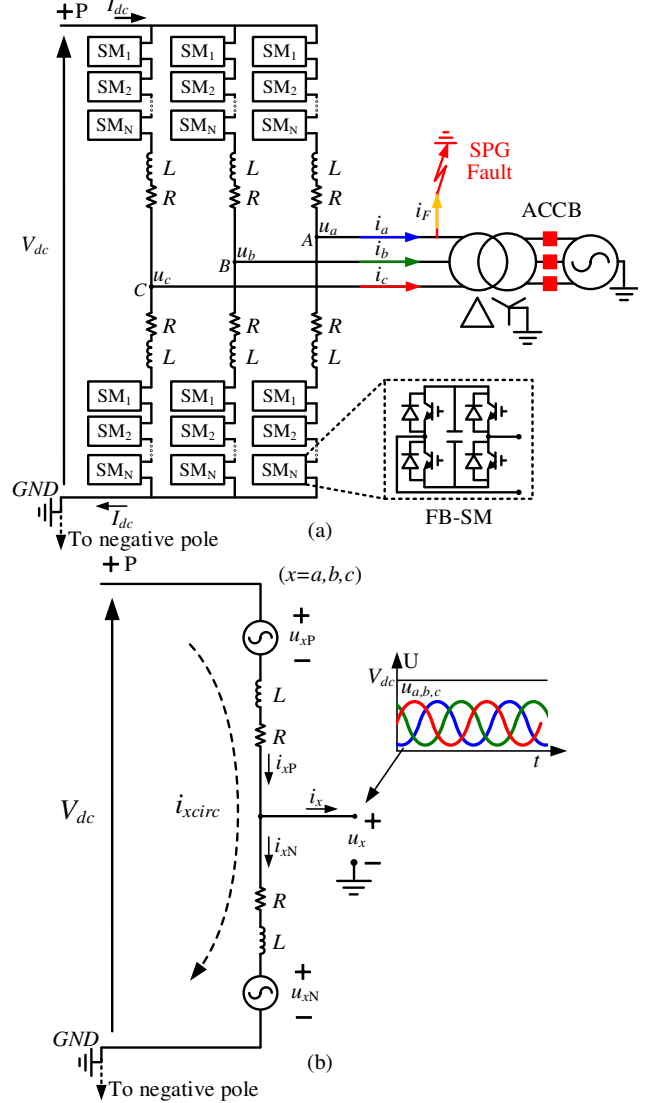 +P
I_dc
SM_1 SM_1 SM_1
SM_2 SM_2 SM_2
SM_N SM_N SM_N
SPG
Fault
L L L
R R R
i_F
ACCB
V_dc
A u_a i_a
B u_b i_b
C u_c i_c
R R R
L L L
SM_1 SM_1 SM_1
SM_2 SM_2 SM_2
SM_N SM_N SM_N
GND
I_dc
FB-SM
To negative pole
(a)
+P
(x=a,b,c)
+
u_xP
−
L
R
i_xP
V_dc
U
u_a,b,c
t
V_dc
i_xcirc
i_x
+
u_x
−
i_xN
R
L
+
u_xN
−
GND
To negative pole
(b)